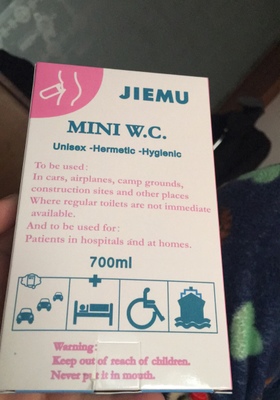 JIEMU
MINI W.C.
Unisex -Hermetic -Hygienic
To be used:
In cars, airplanes, camp grounds,
construction sites and other places
Where regular toilets are not immediate
available.
And to be used for:
Patients in hospitals and at homes.
700ml
Warning:
Keep out of reach of children.
Never put it in mouth.